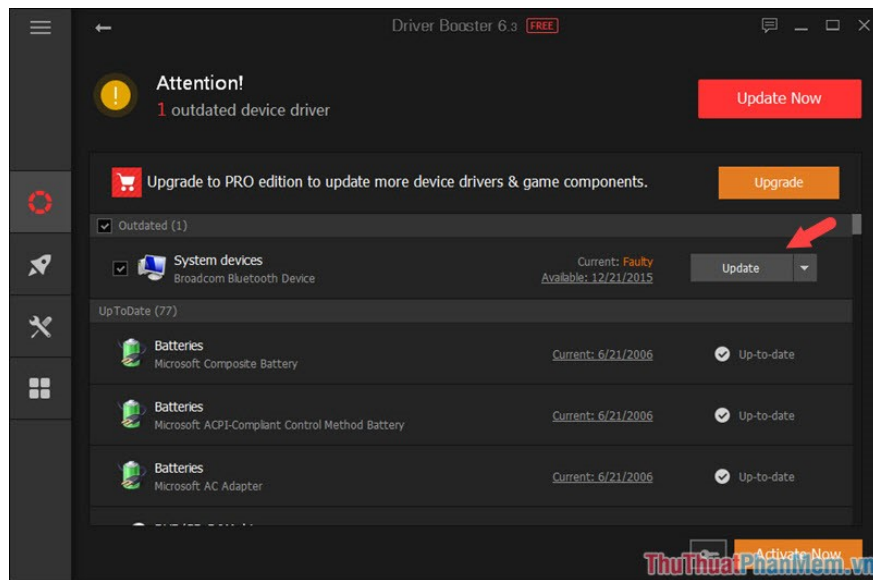 Driver Booster 6.3 FREE
Attention!
1 outdated device driver
Update Now
Upgrade to PRO edition to update more device drivers & game components.
Upgrade
Outdated (1)
System devices
Broadcom Bluetooth Device
Current: Faulty
Available: 12/21/2015
Update
UpToDate (77)
Batteries
Microsoft Composite Battery
Current: 6/21/2006
Up-to-date
Batteries
Microsoft ACPI-Compliant Control Method Battery
Current: 6/21/2006
Up-to-date
Batteries
Microsoft AC Adapter
Current: 6/21/2006
Up-to-date
Activate Now
ThuThuatPhanMem.vn